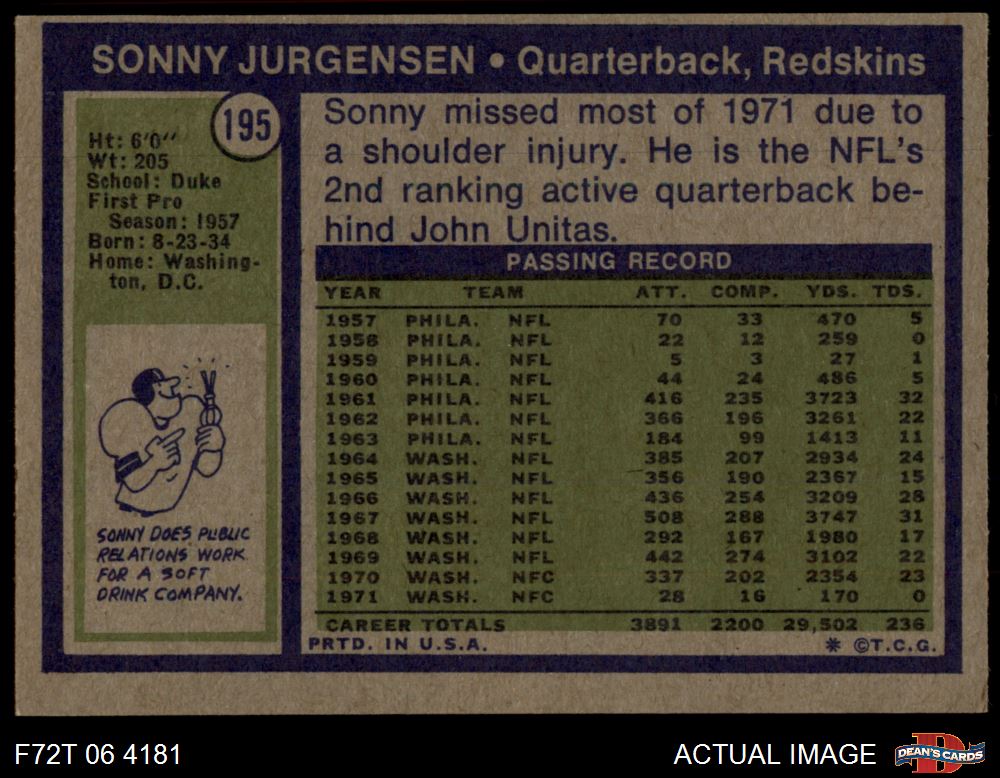 SONNY JURGENSEN • Quarterback, Redskins
195
Ht: 6'0''
Wt: 205
School: Duke
First Pro
Season: 1957
Born: 8-23-34
Home: Washing-
ton, D.C.
SONNY DOES PUBLIC
RELATIONS WORK
FOR A SOFT
DRINK COMPANY.
Sonny missed most of 1971 due to
a shoulder injury. He is the NFL's
2nd ranking active quarterback be-
hind John Unitas.
PASSING RECORD
YEAR TEAM ATT. COMP. YDS. TDS.
1957 PHILA. NFL 70 33 470 5
1958 PHILA. NFL 22 12 259 0
1959 PHILA. NFL 5 3 27 1
1960 PHILA. NFL 44 24 486 5
1961 PHILA. NFL 416 235 3723 32
1962 PHILA. NFL 366 196 3261 22
1963 PHILA. NFL 184 99 1413 11
1964 WASH. NFL 385 207 2934 24
1965 WASH. NFL 356 190 2367 15
1966 WASH. NFL 436 254 3209 28
1967 WASH. NFL 508 288 3747 31
1968 WASH. NFL 292 167 1980 17
1969 WASH. NFL 442 274 3102 22
1970 WASH. NFC 337 202 2354 23
1971 WASH. NFC 28 16 170 0
CAREER TOTALS 3891 2200 29,502 236
PRTD. IN U.S.A. * ©T.C.G.
F72T 06 4181
ACTUAL IMAGE
D
DEAN'S CARDS